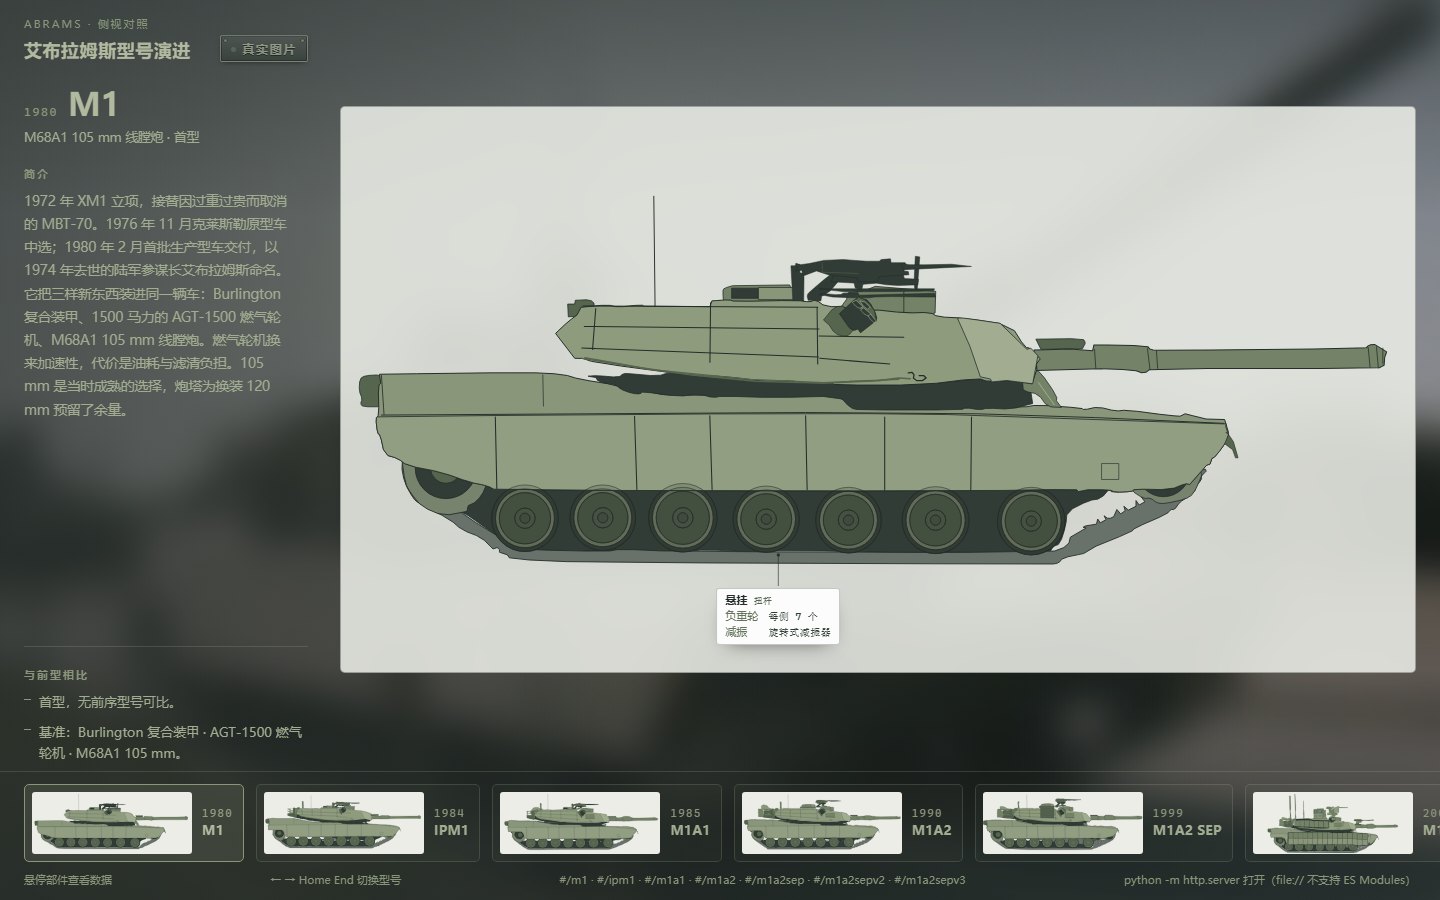 ABRAMS · 侧视对照
艾布拉姆斯型号演进
真实图片
1980 M1
M68A1 105 mm 线膛炮 · 首型
简介
1972 年 XM1 立项，接替因过重过贵而取消
的 MBT-70。1976 年 11 月克莱斯勒原型车
中选；1980 年 2 月首批生产型车交付，以
1974 年去世的陆军参谋长艾布拉姆斯命名。
它把三样新东西装进同一辆车：Burlington
复合装甲、1500 马力的 AGT-1500 燃气轮
机、M68A1 105 mm 线膛炮。燃气轮机换
来加速性，代价是油耗与滤清负担。105
mm 是当时成熟的选择，炮塔为换装 120
mm 预留了余量。
悬挂 扭杆
负重轮 每侧 7 个
减振 旋转式减振器
与前型相比
– 首型，无前序型号可比。
– 基准：Burlington 复合装甲 · AGT-1500 燃气
轮机 · M68A1 105 mm。
1980
M1
1984
IPM1
1985
M1A1
1990
M1A2
1999
M1A2 SEP
悬停部件查看数据
← → Home End 切换型号
#/m1 · #/ipm1 · #/m1a1 · #/m1a2 · #/m1a2sep · #/m1a2sepv2 · #/m1a2sepv3
python -m http.server 打开（file:// 不支持 ES Modules）